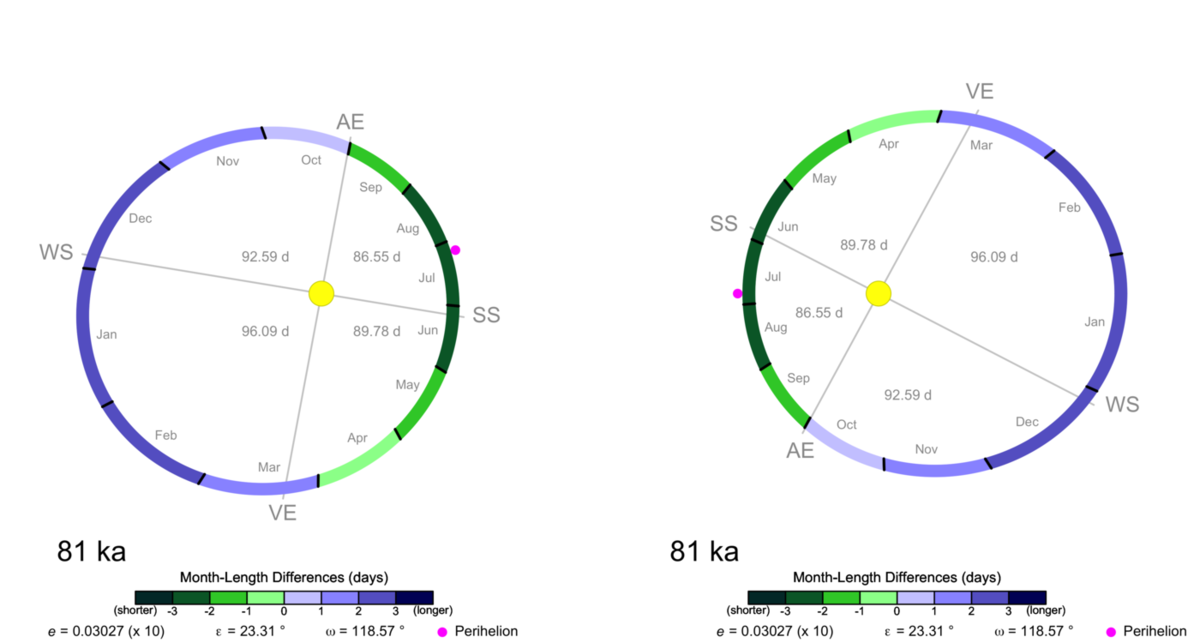 AE
Nov
Oct
Sep
Dec
Aug
WS
92.59 d
86.55 d
Jul
SS
96.09 d
89.78 d
Jun
Jan
May
Feb
Apr
Mar
VE
81 ka
Month-Length Differences (days)
(shorter) -3 -2 -1 0 1 2 3 (longer)
e = 0.03027 (x 10) ε = 23.31 ° ω = 118.57 ° Perihelion
VE
Apr
Mar
May
Feb
SS
Jun
89.78 d
96.09 d
Jul
86.55 d
Aug
Jan
Sep
92.59 d
WS
Oct
Dec
AE
Nov
81 ka
Month-Length Differences (days)
(shorter) -3 -2 -1 0 1 2 3 (longer)
e = 0.03027 (x 10) ε = 23.31 ° ω = 118.57 ° Perihelion